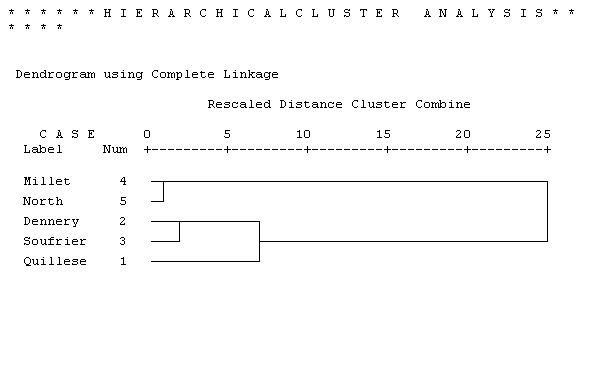 * * * * * * H I E R A R C H I C A L C L U S T E R   A N A L Y S I S * *
* * * *
Dendrogram using Complete Linkage
Rescaled Distance Cluster Combine
C A S E 0 5 10 15 20 25
Label Num +---------+---------+---------+---------+---------+
Millet 4
North 5
Dennery 2
Soufrier 3
Quillese 1